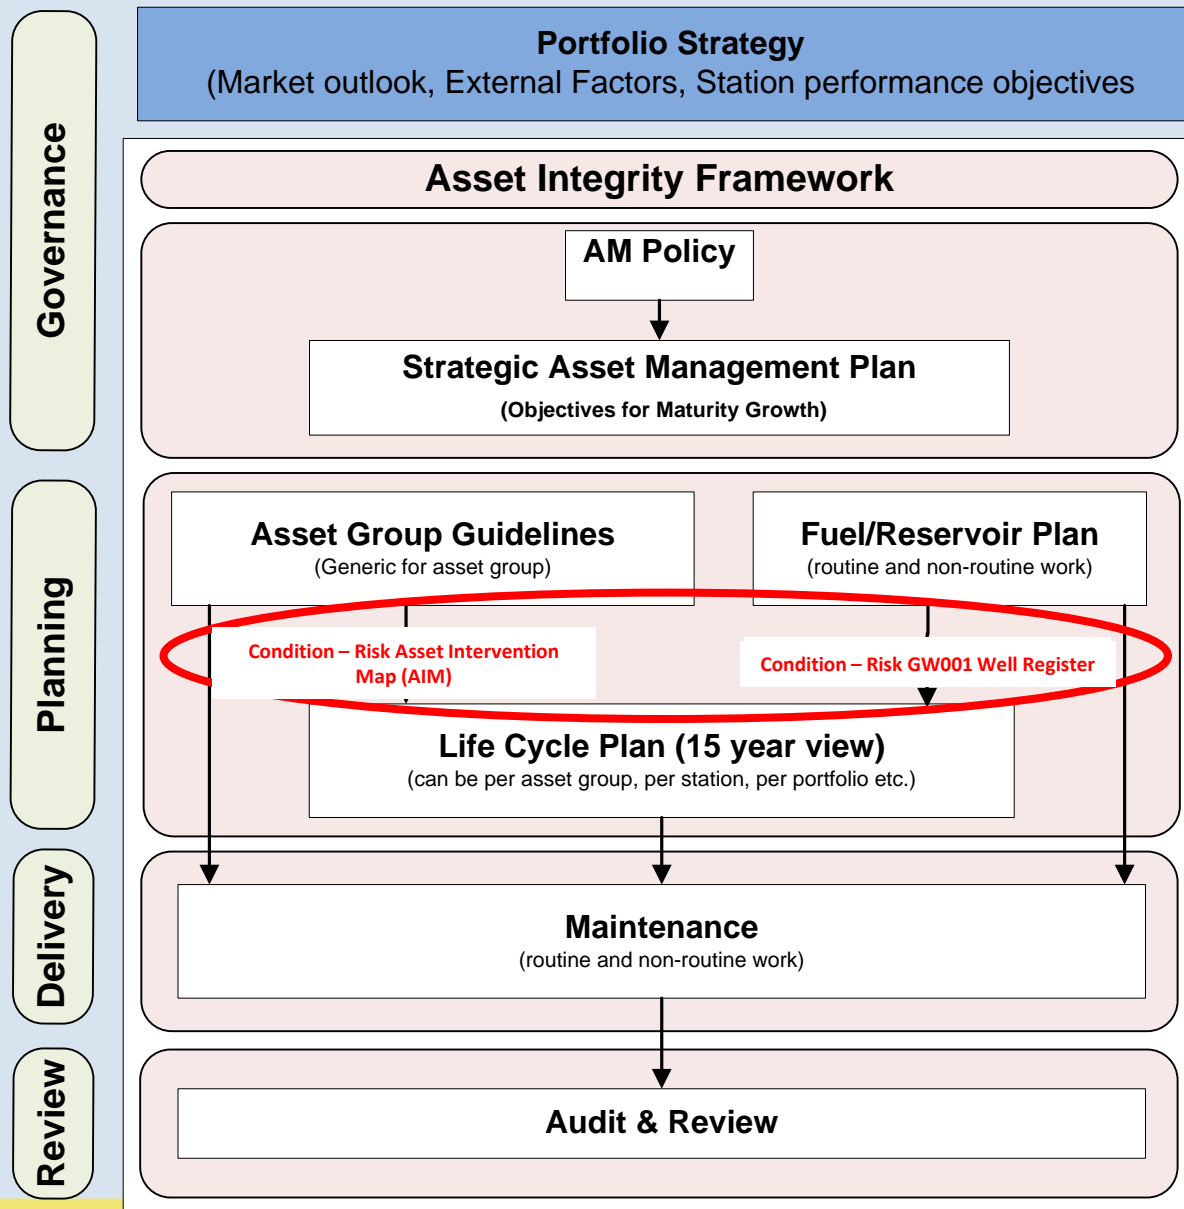 Governance
Portfolio Strategy
(Market outlook, External Factors, Station performance objectives
Asset Integrity Framework
AM Policy
Strategic Asset Management Plan
(Objectives for Maturity Growth)
Planning
Asset Group Guidelines
(Generic for asset group)
Fuel/Reservoir Plan
(routine and non-routine work)
Condition – Risk Asset Intervention
Map (AIM)
Condition – Risk GW001 Well Register
Life Cycle Plan (15 year view)
(can be per asset group, per station, per portfolio etc.)
Delivery
Maintenance
(routine and non-routine work)
Review
Audit & Review